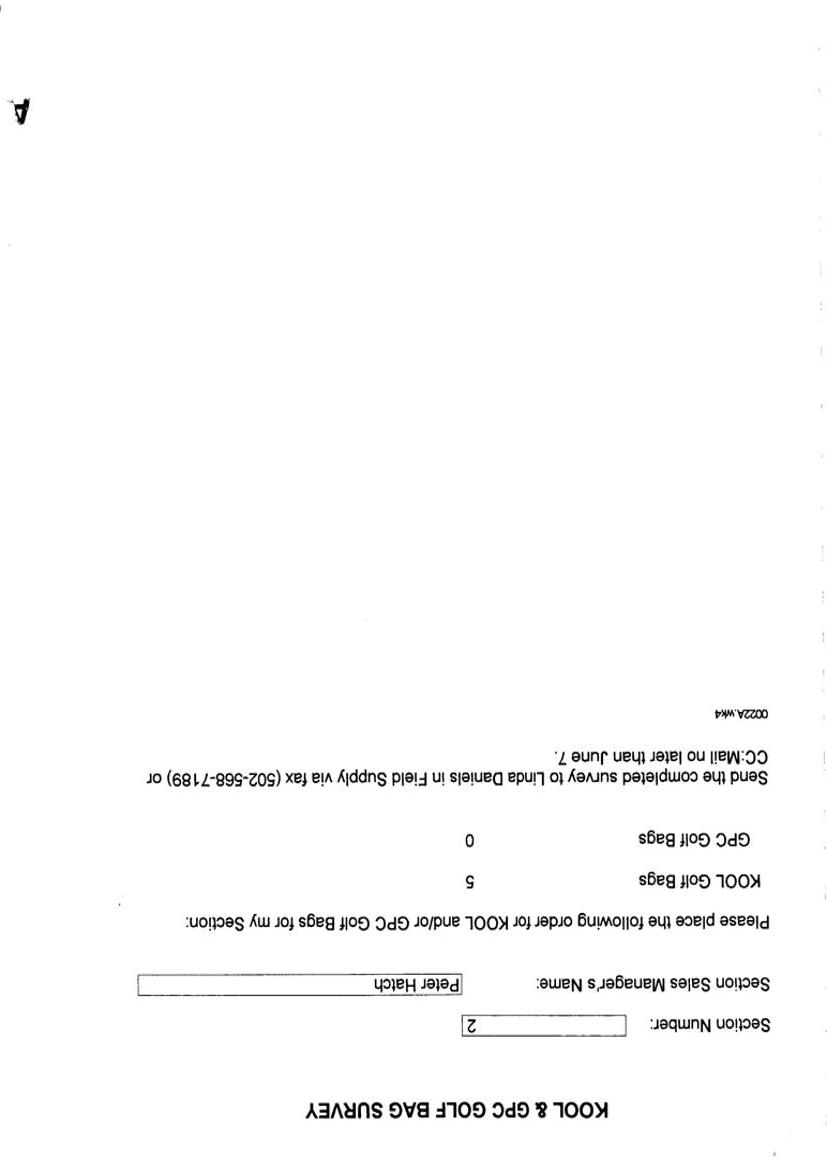 KOOL & GPC GOLF BAG SURVEY
Section Number: 2
Section Sales Manager's Name: Peter Hatch
Please place the following order for KOOL and/or GPC Golf Bags for my Section:
KOOL Golf Bags 5
GPC Golf Bags 0
Send the completed survey to Linda Daniels in Field Supply via fax (502-568-7189) or
CC:Mail no later than June 7.
0022A.wk4